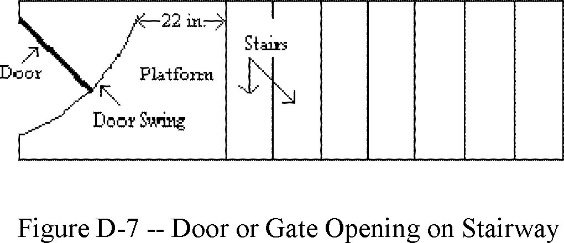 22 in.
Stairs
Door
Platform
Door Swing
Figure D-7 -- Door or Gate Opening on Stairway